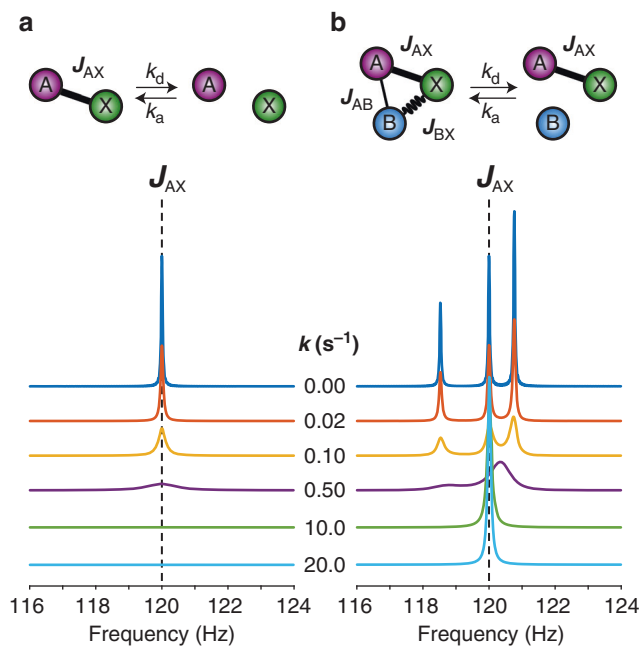 a
J_AX
A
X
k_d
k_a
A
X
b
J_AX
A
X
B
J_AB
J_BX
k_d
k_a
J_AX
A
X
B
J_AX
J_AX
k (s⁻¹)
0.00
0.02
0.10
0.50
10.0
20.0
116 118 120 122 124
Frequency (Hz)
116 118 120 122 124
Frequency (Hz)